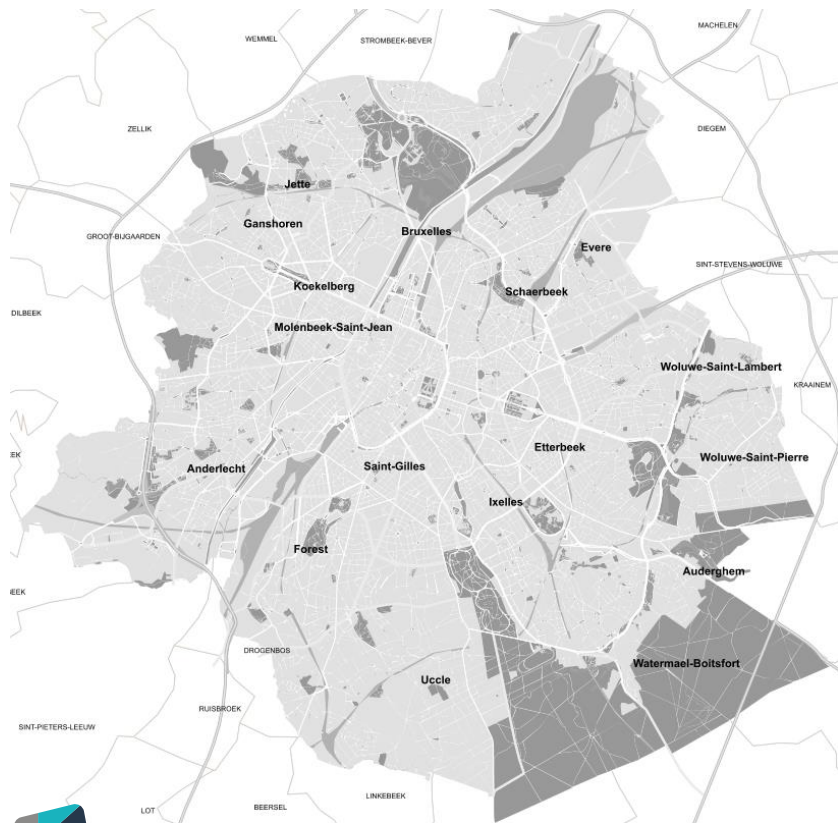 MACHELEN
WEMMEL
STROMBEEK-BEVER
ZELLIK
DIEGEM
Jette
Ganshoren
Bruxelles
GROOT-BIJGAARDEN
Evere
SINT-STEVENS-WOLUWE
Koekelberg
Schaerbeek
DILBEEK
Molenbeek-Saint-Jean
Woluwe-Saint-Lambert
KRAAINEM
Etterbeek
EEK
Woluwe-Saint-Pierre
Anderlecht
Saint-Gilles
Ixelles
Forest
Auderghem
BEEK
DROGENBOS
Watermael-Boitsfort
Uccle
RUISBROEK
SINT-PIETERS-LEEUW
LINKEBEEK
BEERSEL
LOT